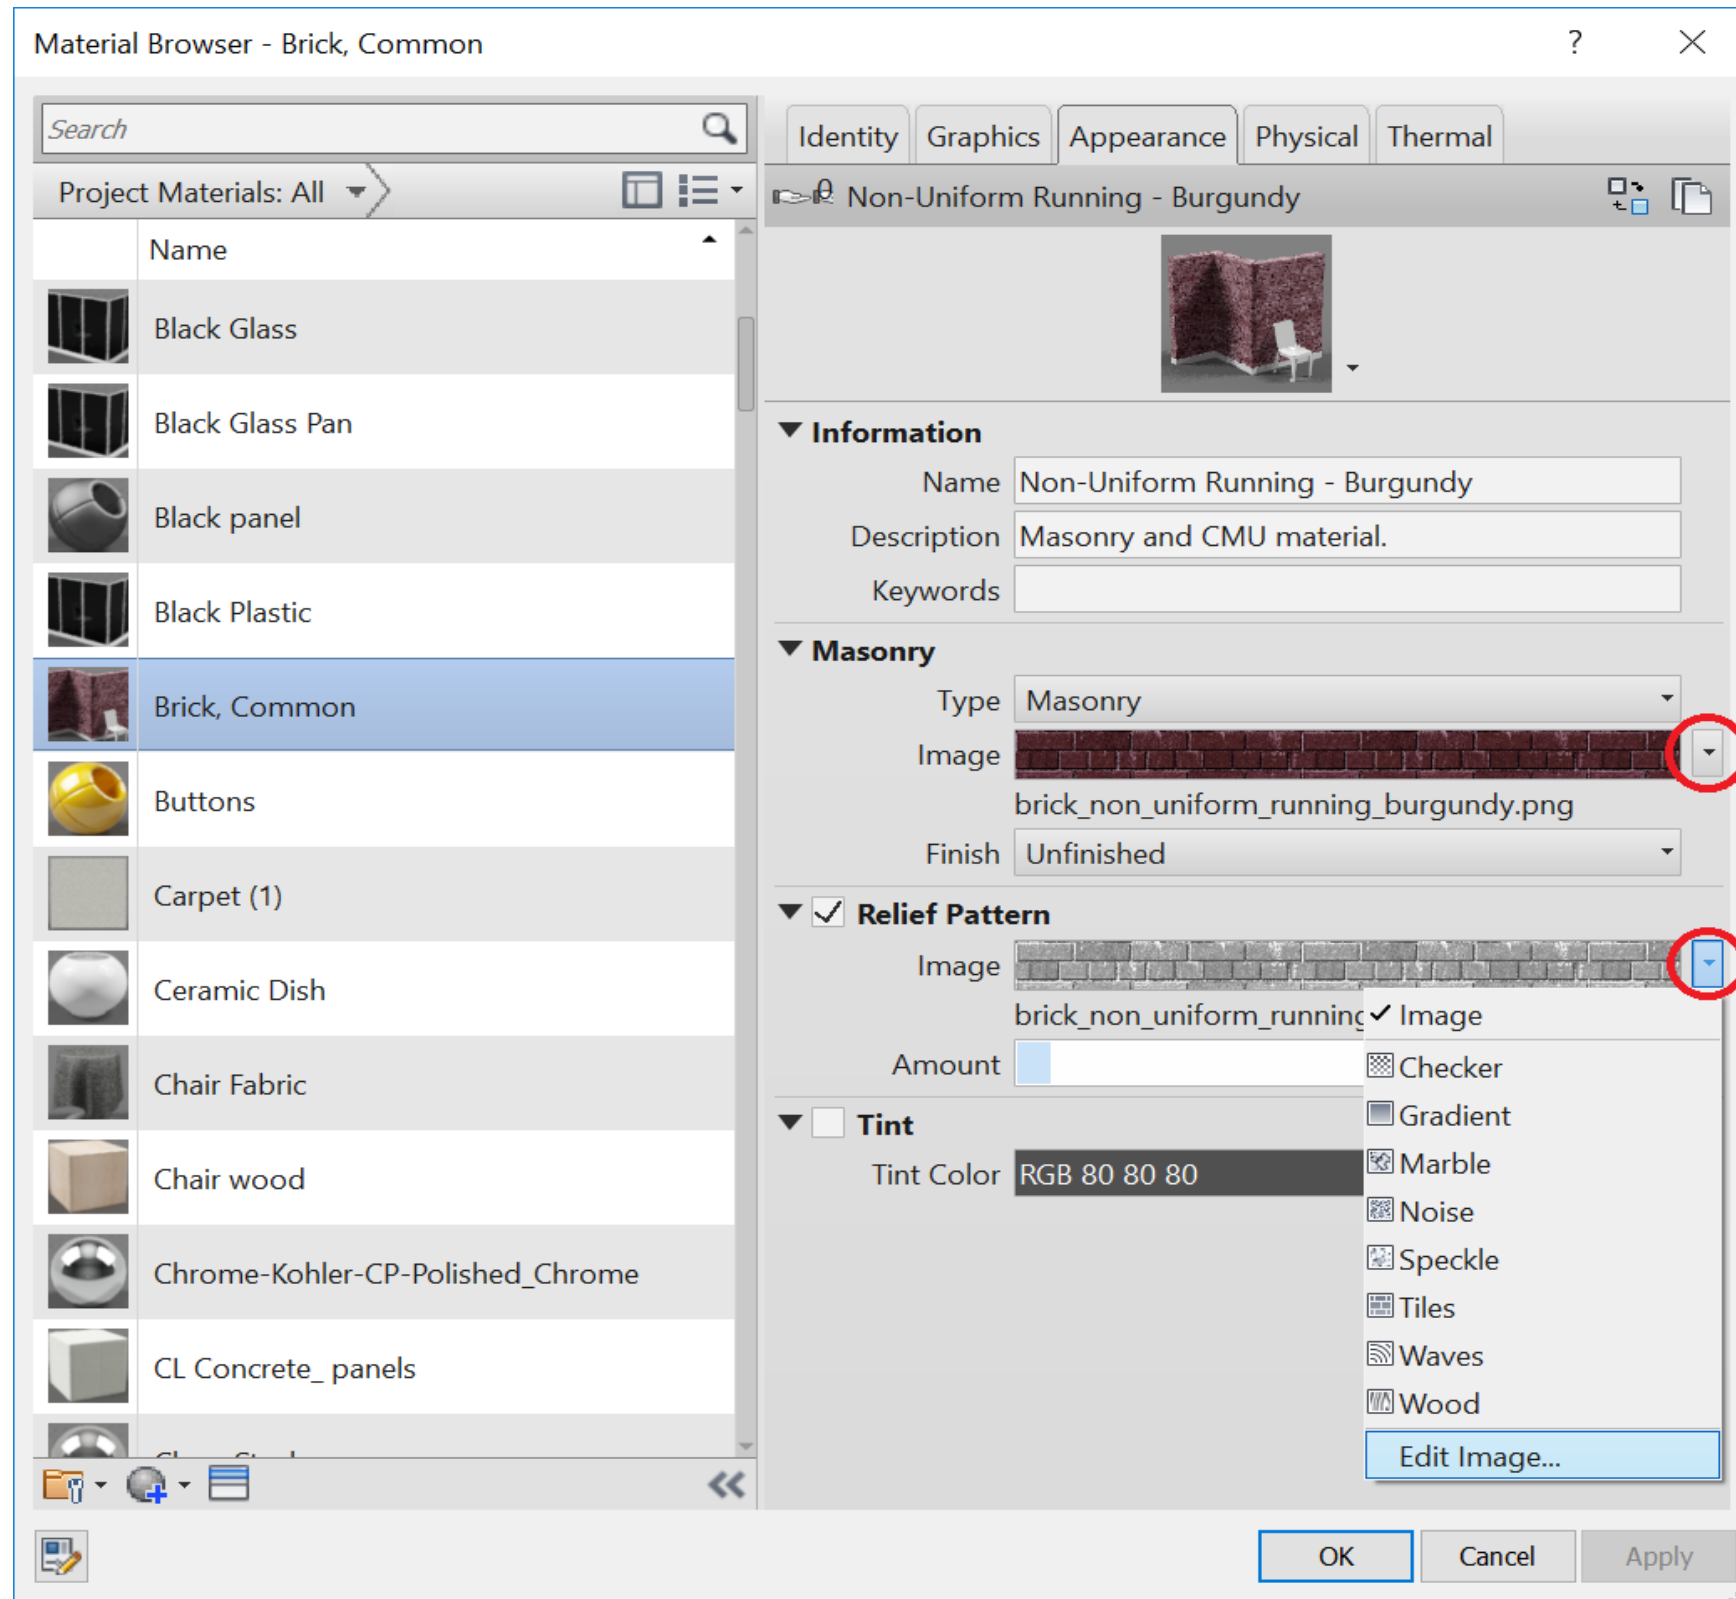 Material Browser - Brick, Common
?
Search
Project Materials: All
Name
Black Glass
Black Glass Pan
Black panel
Black Plastic
Brick, Common
Buttons
Carpet (1)
Ceramic Dish
Chair Fabric
Chair wood
Chrome-Kohler-CP-Polished_Chrome
CL Concrete_ panels
Identity Graphics Appearance Physical Thermal
0 Non-Uniform Running - Burgundy
Information
Name Non-Uniform Running - Burgundy
Description Masonry and CMU material.
Keywords
Masonry
Type Masonry
Image
brick_non_uniform_running_burgundy.png
Finish Unfinished
Relief Pattern
Image
brick_non_uniform_running
Amount
Tint
Tint Color RGB 80 80 80
Image
Checker
Gradient
Marble
Noise
Speckle
Tiles
Waves
Wood
Edit Image...
OK Cancel Apply